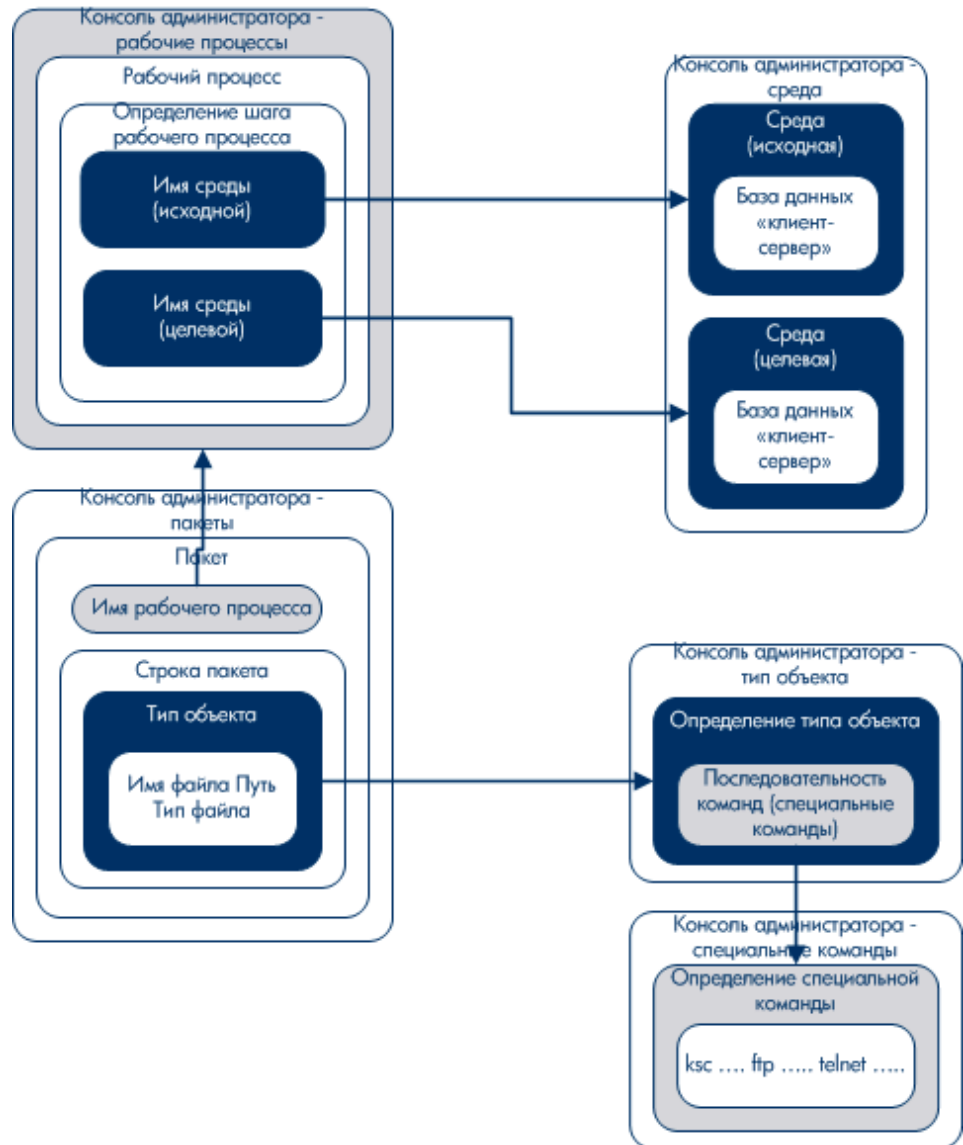 Консоль администратора -
рабочие процессы
Рабочий процесс
Определение шага
рабочего процесса
Имя среды
(исходной)
Имя среды
(целевой)
Консоль администратора -
среда
Среда
(исходная)
База данных
«клиент-
сервер»
Среда
(целевая)
База данных
«клиент-
сервер»
Консоль администратора -
пакеты
Пакет
Имя рабочего процесса
Строка пакета
Тип объекта
Имя файла Путь
Тип файла
Консоль администратора -
тип объекта
Определение типа объекта
Последовательность
команд (специальные
команды)
Консоль администратора -
специальные команды
Определение специальной
команды
ksc .... ftp ..... telnet .....